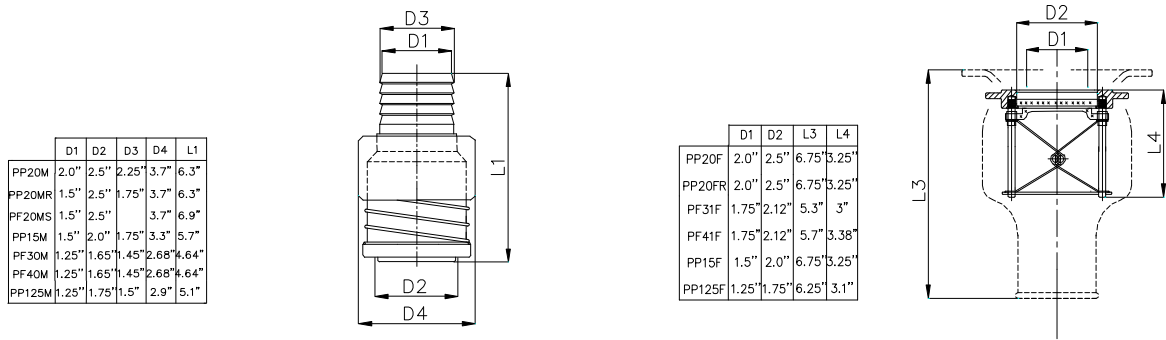 D1 D2 D3 D4 L1
PP20M 2.0" 2.5" 2.25" 3.7" 6.3"
PP20MR 1.5" 2.5" 1.75" 3.7" 6.3"
PF20MS 1.5" 2.5" 3.7" 6.9"
PP15M 1.5" 2.0" 1.75" 3.3" 5.7"
PF30M 1.25" 1.65" 1.45" 2.68" 4.64"
PF40M 1.25" 1.65" 1.45" 2.68" 4.64"
PP125M 1.25" 1.75" 1.5" 2.9" 5.1"
D3
D1
L1
D2
D4
D1 D2 L3 L4
PP20F 2.0" 2.5" 6.75" 3.25"
PP20FR 2.0" 2.5" 6.75" 3.25"
PF31F 1.75" 2.12" 5.3" 3"
PF41F 1.75" 2.12" 5.7" 3.38"
PP15F 1.5" 2.0" 6.75" 3.25"
PP125F 1.25" 1.75" 6.25" 3.1"
D2
D1
L3
L4